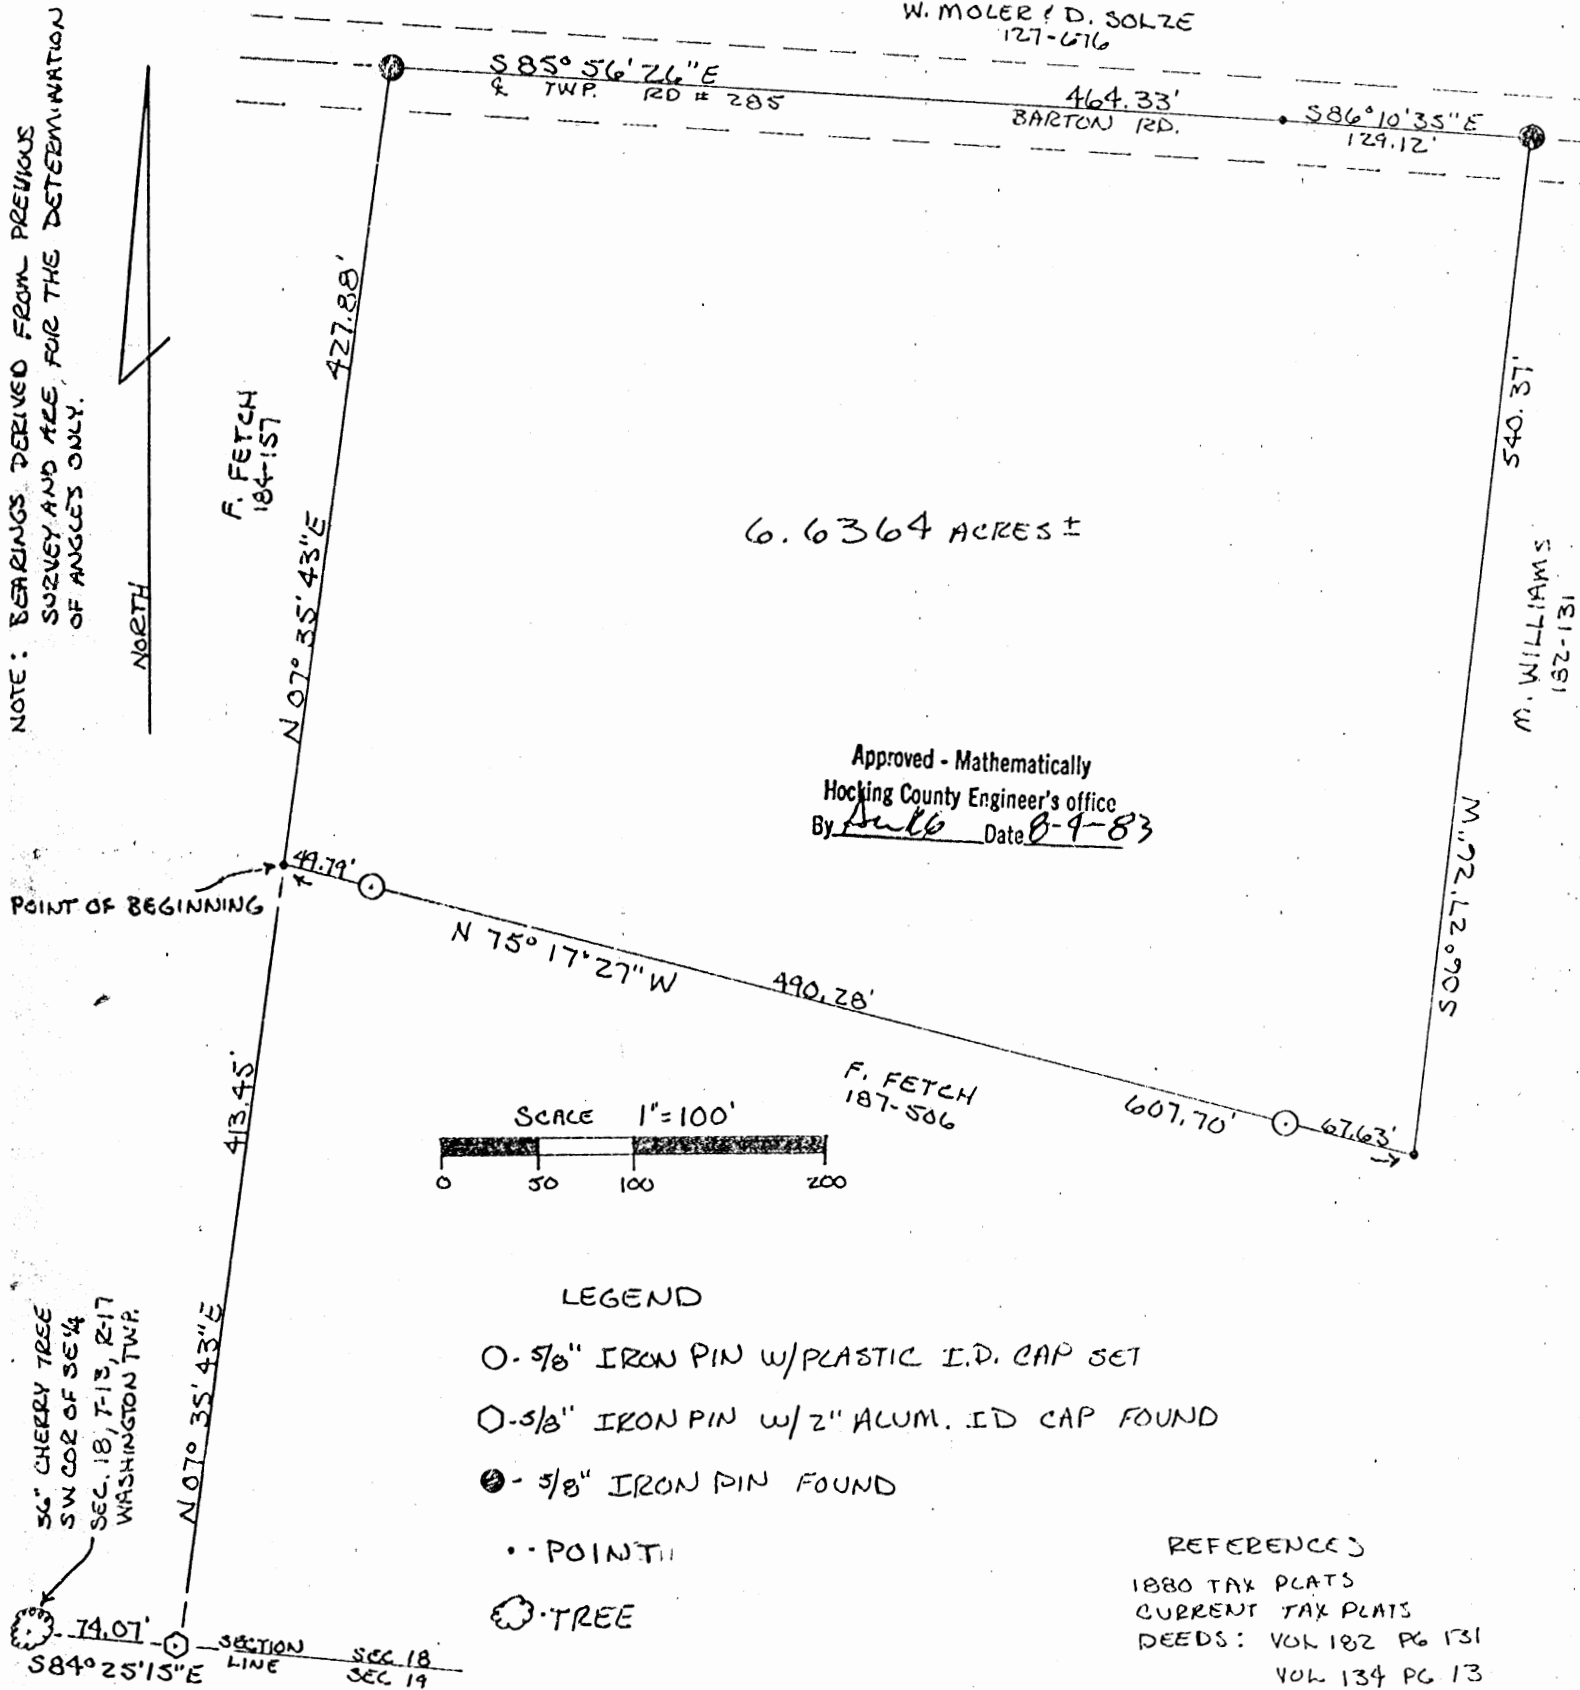 W. MOLER & D. SOLZE
127-676
S 85° 56' 26" E
℄ TWP. RD # 285
464.33'
BARTON RD.
S 86° 10' 35" E
129.12'
NOTE: BEARINGS DERIVED FROM PREVIOUS
SURVEY AND ARE FOR THE DETERMINATION
OF ANGLES ONLY.
NORTH
427.88'
N 07° 35' 43" E
F. FETCH
184-157
540.37'
S 06° 27' 26" W
M. WILLIAMS
182-131
6.6364 ACRES ±
Approved - Mathematically
Hocking County Engineer's office
By Date 8-9-83
49.79'
POINT OF BEGINNING
N 75° 17' 27" W
490.28'
F. FETCH
187-506
607.70'
67.63'
413.45'
N 07° 35' 43" E
SCALE 1"=100'
0 50 100 200
LEGEND
5/8" IRON PIN W/PLASTIC I.D. CAP SET
5/8" IRON PIN W/ 2" ALUM. ID CAP FOUND
5/8" IRON PIN FOUND
POINT
TREE
36" CHERRY TREE
SW COR OF SE 1/4
SEC. 18, T-13, R-17
WASHINGTON TWP.
74.07'
S 84° 25' 15" E
SECTION
LINE
SEC 18
SEC 19
REFERENCES
1880 TAX PLATS
CURRENT TAX PLATS
DEEDS: VOL 182 PG 131
VOL 134 PG 13